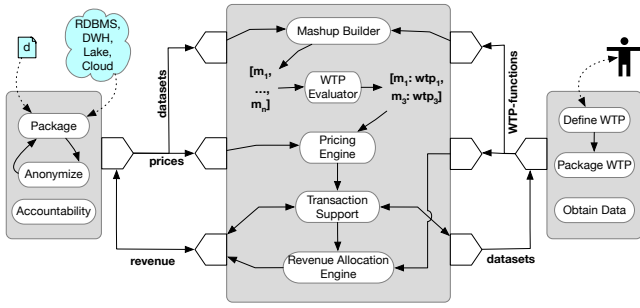 d
RDBMS,
DWH,
Lake,
Cloud
Package
Anonymize
Accountability
datasets
prices
revenue
Mashup Builder
[m1,
...,
mn]
WTP
Evaluator
[m1: wtp1,
m3: wtp3]
Pricing
Engine
Transaction
Support
Revenue Allocation
Engine
WTP-functions
datasets
Define WTP
Package WTP
Obtain Data